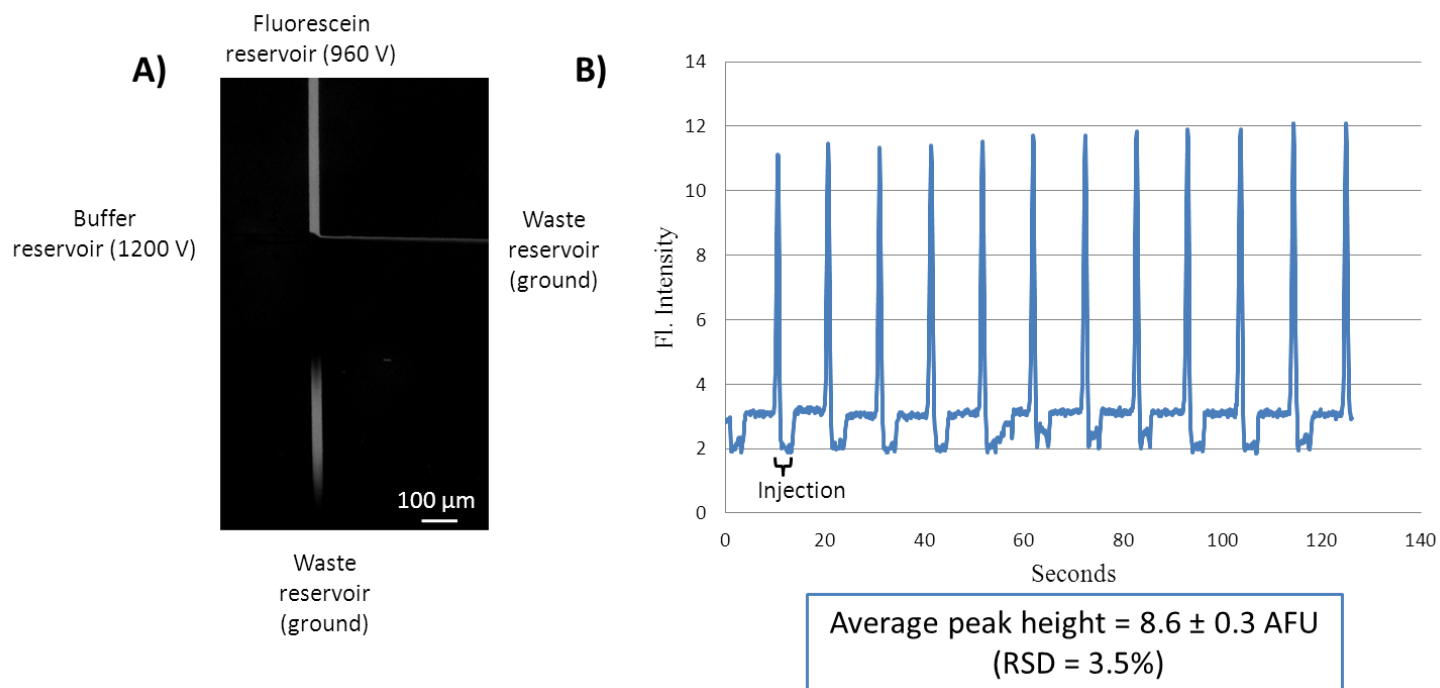 A)
Fluorescein
reservoir (960 V)
Buffer
reservoir (1200 V)
Waste
reservoir
(ground)
100 µm
Waste
reservoir
(ground)
B)
Fl. Intensity
14
12
10
8
6
4
2
0
Injection
0 20 40 60 80 100 120 140
Seconds
Average peak height = 8.6 ± 0.3 AFU
(RSD = 3.5%)